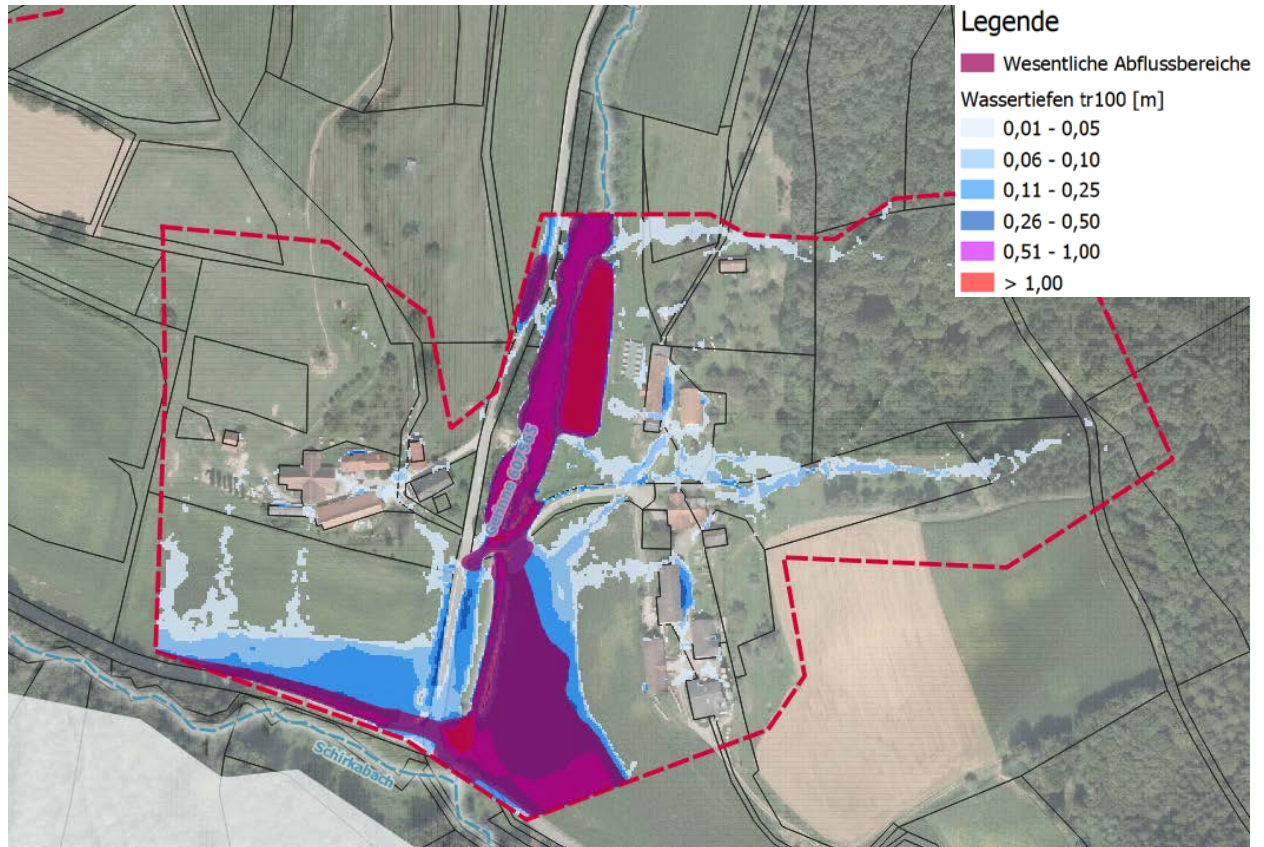 Legende
Wesentliche Abflussbereiche
Wassertiefen tr100 [m]
0,01 - 0,05
0,06 - 0,10
0,11 - 0,25
0,26 - 0,50
0,51 - 1,00
> 1,00
Schirkabach